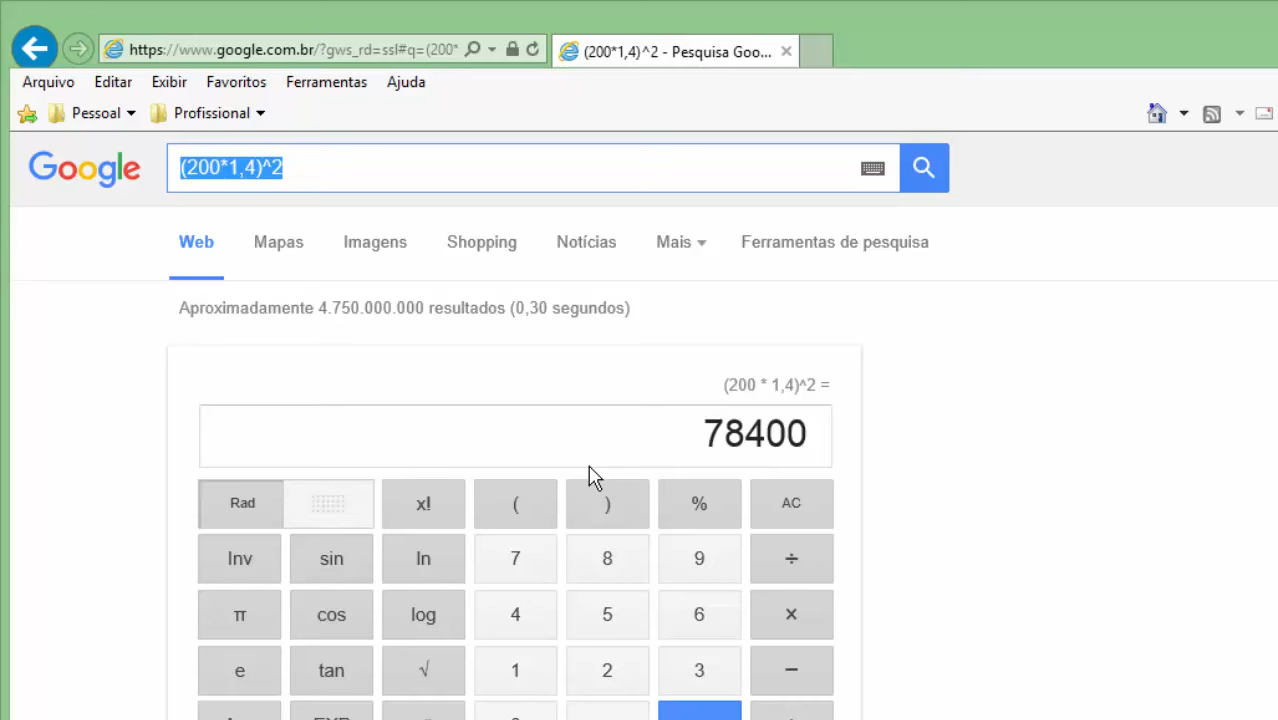 https://www.google.com.br/?gws_rd=ssl#q=(200*
(200*1,4)^2 - Pesquisa Goo...
Arquivo Editar Exibir Favoritos Ferramentas Ajuda
Pessoal Profissional
Google (200*1,4)^2
Web Mapas Imagens Shopping Notícias Mais Ferramentas de pesquisa
Aproximadamente 4.750.000.000 resultados (0,30 segundos)
(200 * 1,4)^2 =
78400
Rad x! ( ) % AC
Inv sin ln 7 8 9 ÷
π cos log 4 5 6 ×
e tan √ 1 2 3 −